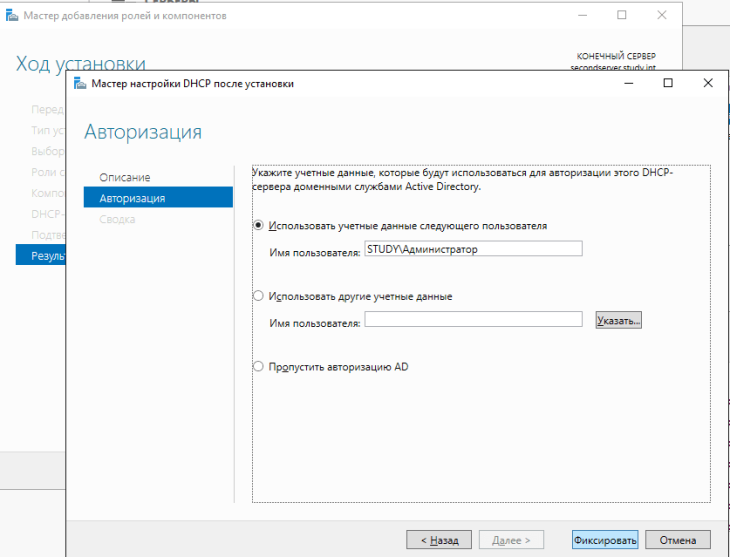 Мастер добавления ролей и компонентов
Ход установки
КОНЕЧНЫЙ СЕРВЕР
secondserver.study.int
Мастер настройки DHCP после установки
Авторизация
Перед
Тип ус
Выбор
Роли с
Компо
DHCP-
Подтве
Резуль
Описание
Авторизация
Сводка
Укажите учетные данные, которые будут использоваться для авторизации этого DHCP-
сервера доменными службами Active Directory.
Использовать учетные данные следующего пользователя
Имя пользователя: STUDY\Администратор
Использовать другие учетные данные
Имя пользователя:
Указать...
Пропустить авторизацию AD
< Назад
Далее >
Фиксировать
Отмена